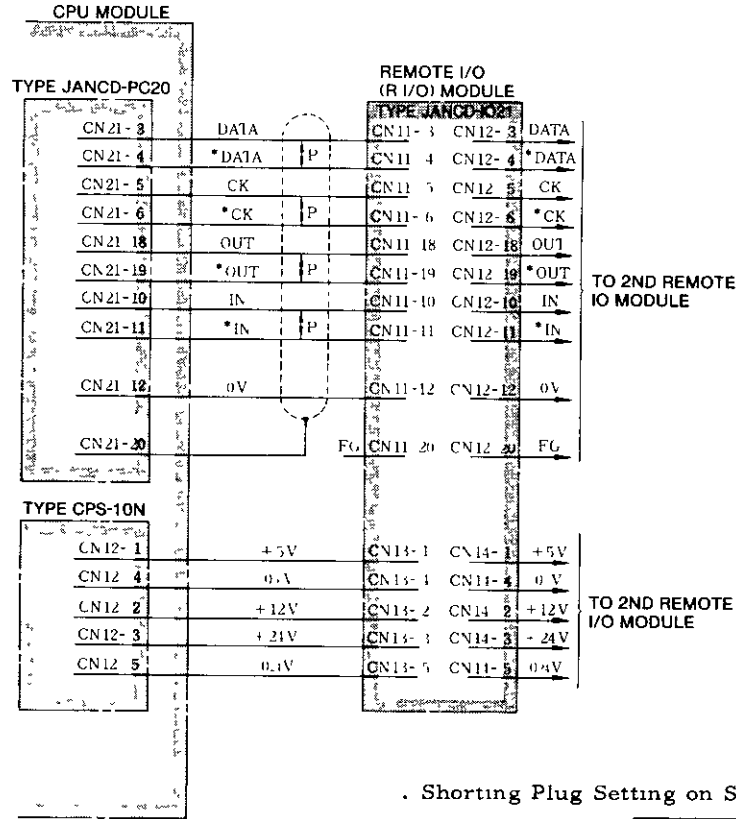 CPU MODULE
TYPE JANCD-PC20
REMOTE I/O
(R I/O) MODULE
TYPE JANCD-IO21
CN21-3 DATA CN11-3 CN12-3 DATA
CN21-4 *DATA P CN11-4 CN12-4 *DATA
CN21-5 CK CN11-5 CN12-5 CK
CN21-6 *CK P CN11-6 CN12-6 *CK
CN21-18 OUT CN11-18 CN12-18 OUT
CN21-19 *OUT P CN11-19 CN12-19 *OUT
CN21-10 IN CN11-10 CN12-10 IN
CN21-11 *IN P CN11-11 CN12-11 *IN
CN21-12 0V CN11-12 CN12-12 0V
CN21-20 FG CN11-20 CN12-20 FG
TO 2ND REMOTE
IO MODULE
TYPE CPS-10N
CN12-1 +5V CN13-1 CN14-1 +5V
CN12-4 CN13-4 CN14-4 0V
CN12-2 +12V CN13-2 CN14-2 +12V
CN12-3 +24V CN13-3 CN14-3 +24V
CN12-5 CN13-5 CN14-5
TO 2ND REMOTE
I/O MODULE
. Shorting Plug Setting on S